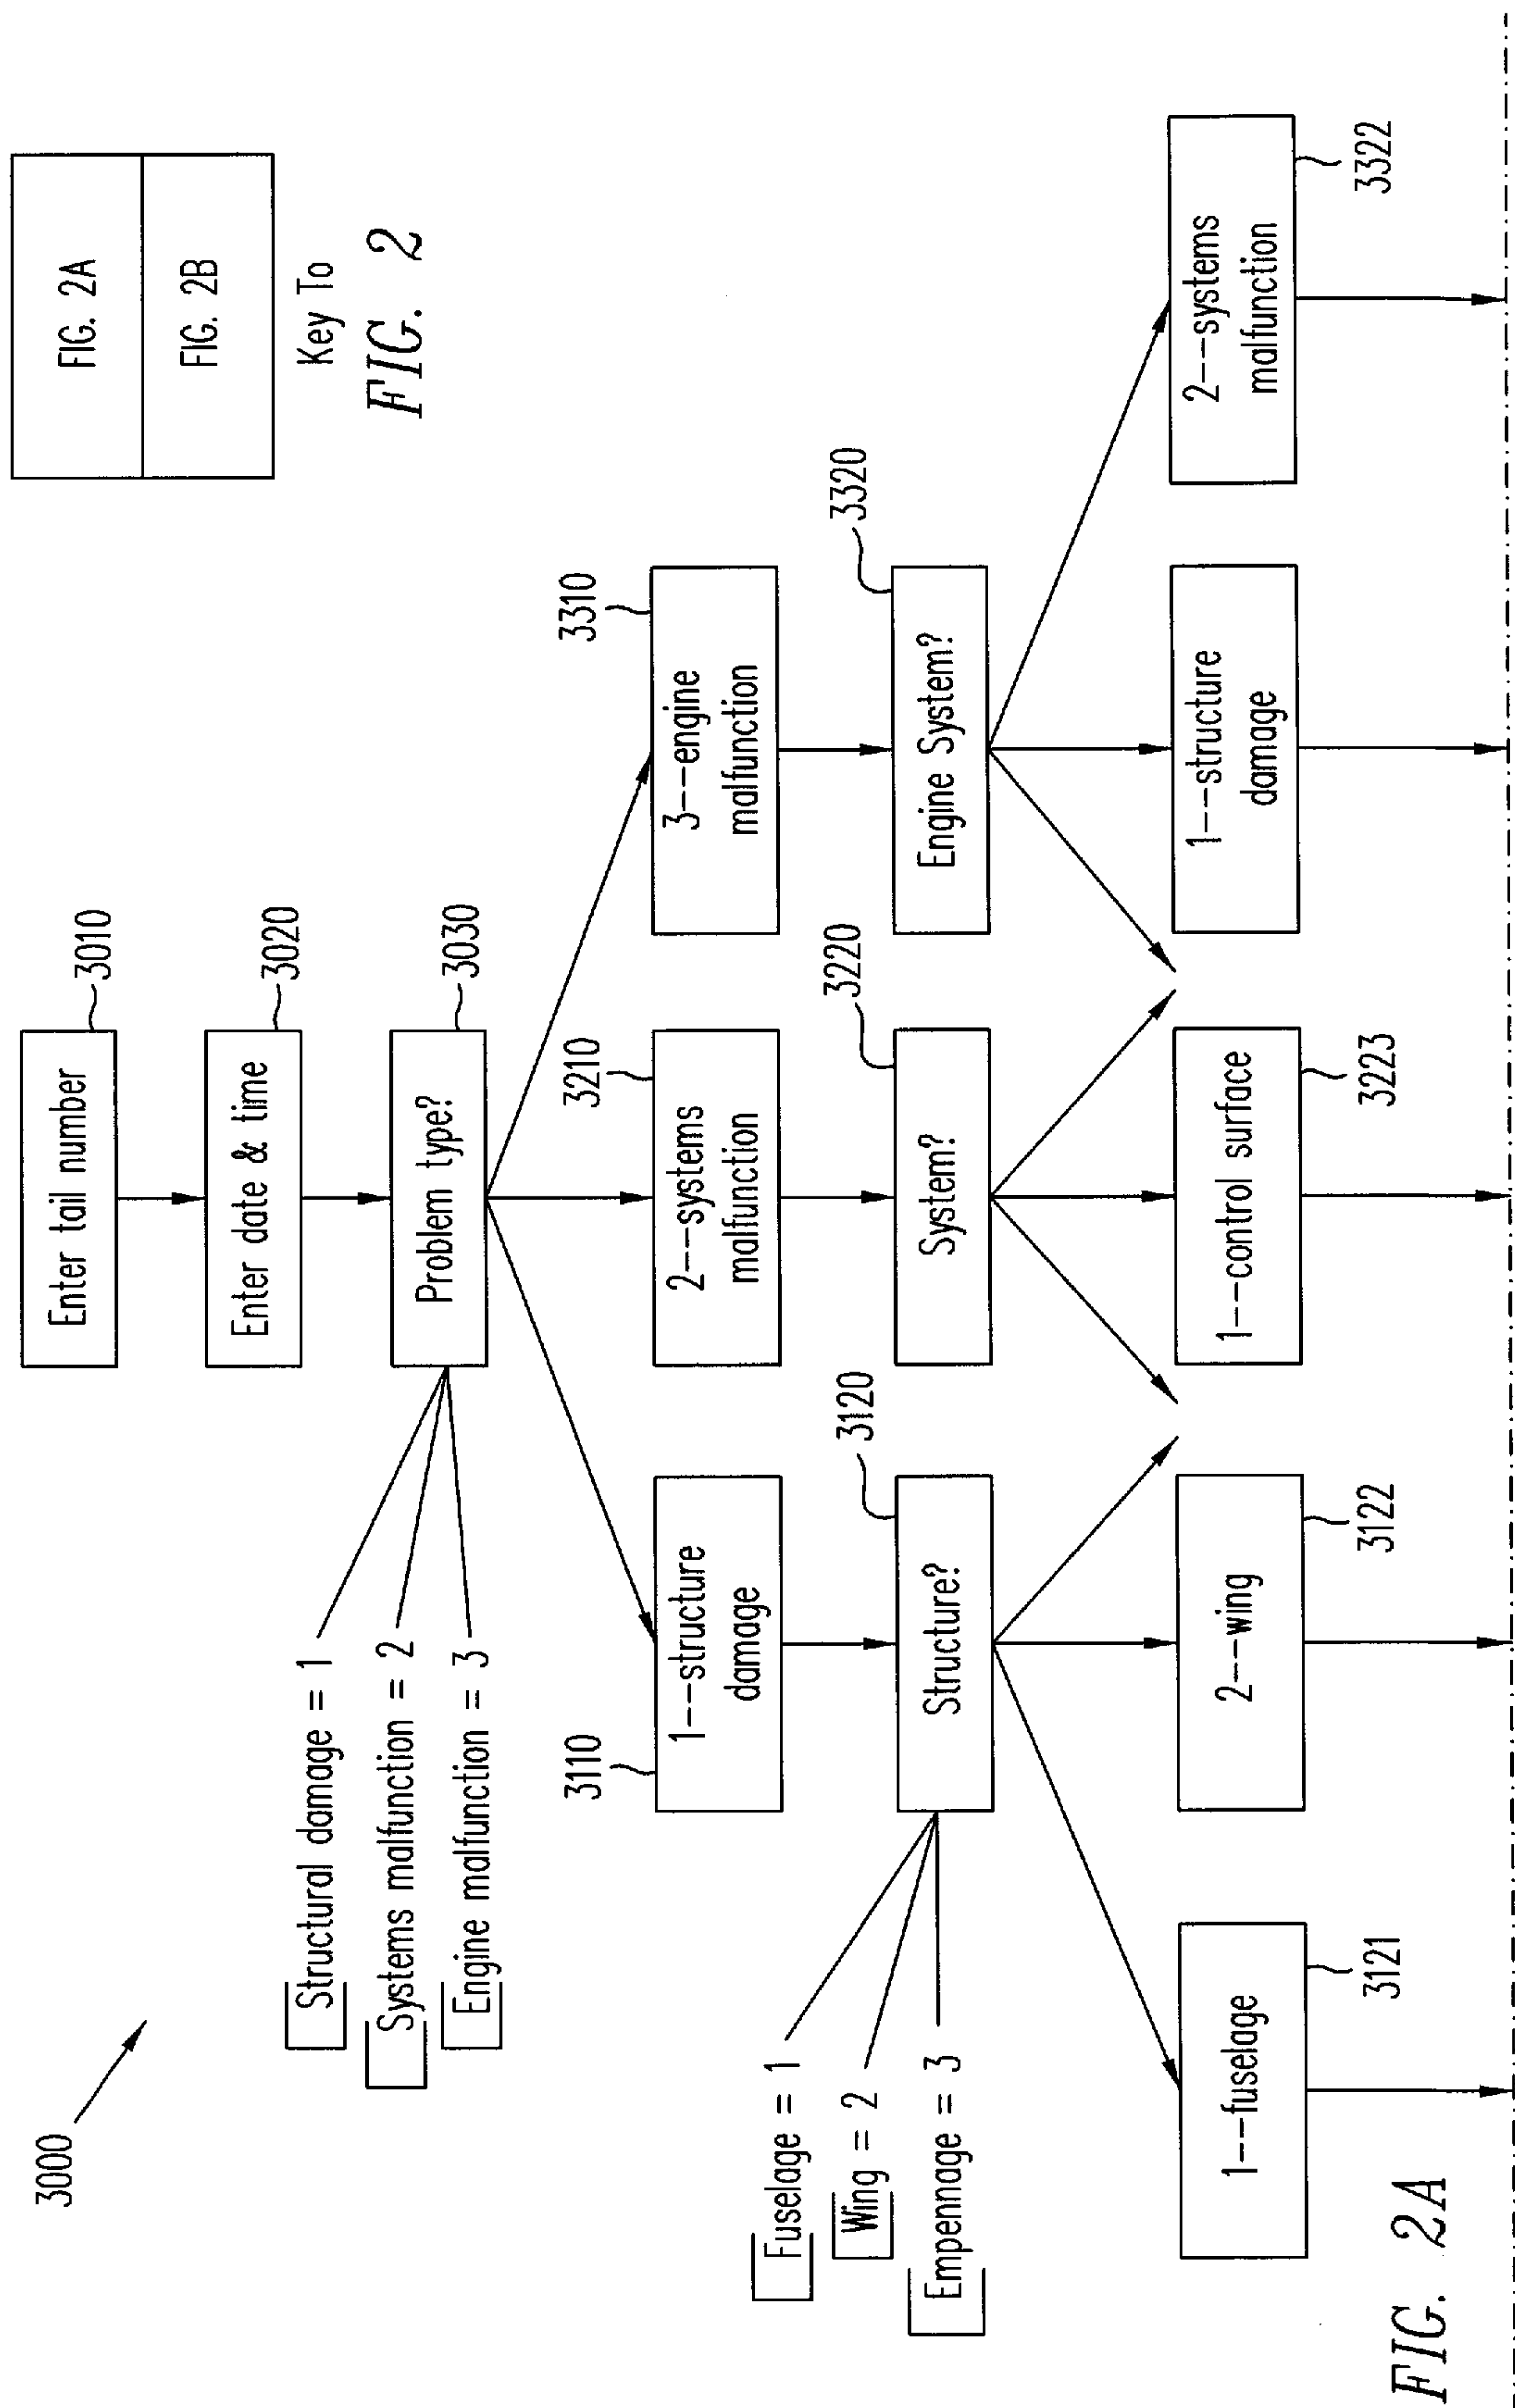 3000
FIG. 2A
FIG. 2B
Key To
FIG. 2
Enter tail number
3010
Enter date & time
3020
Problem type?
3030
Structural damage = 1
Systems malfunction = 2
Engine malfunction = 3
3110
1--structure
damage
3210
2--systems
malfunction
3310
3--engine
malfunction
Structure?
3120
System?
3220
Engine System?
3320
Fuselage = 1
Wing = 2
Empennage = 3
1--fuselage
3121
2--wing
3122
1--control surface
3223
1--structure
damage
2--systems
malfunction
3322
FIG. 2A